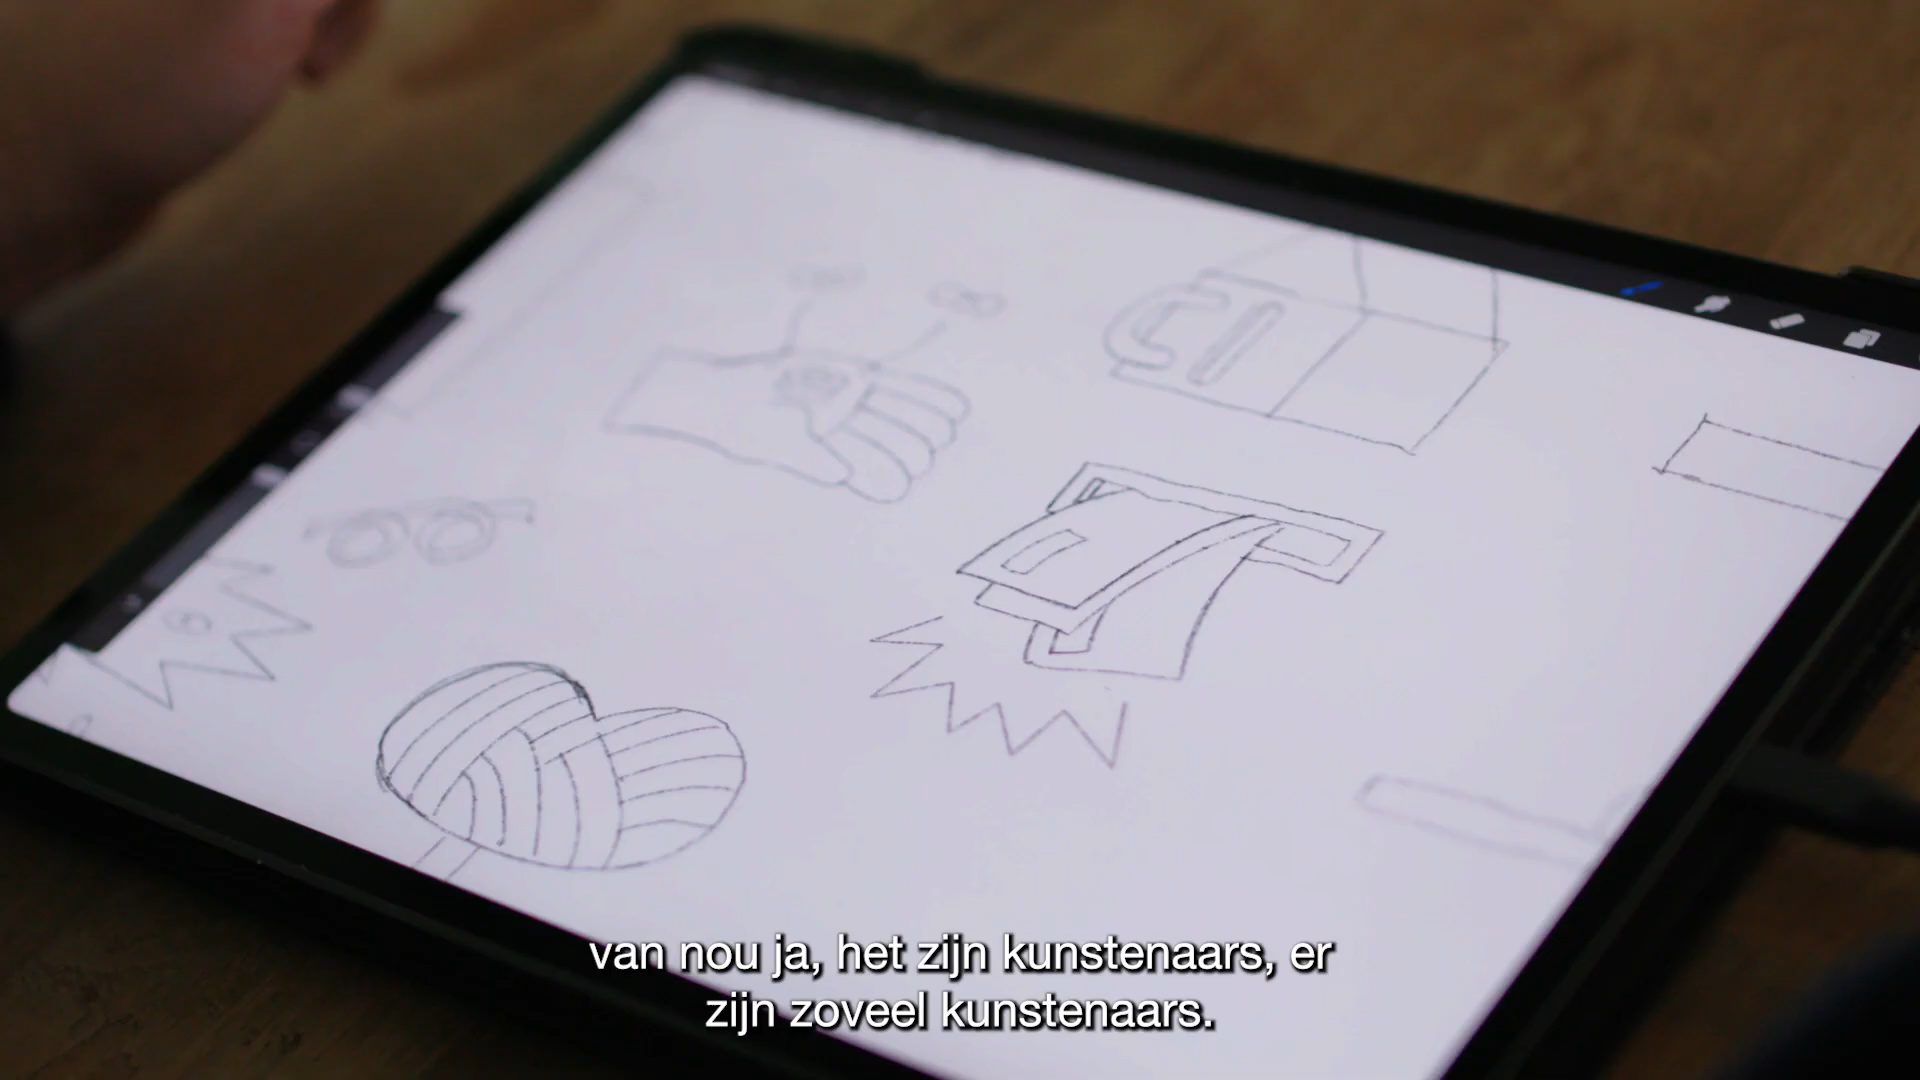 van nou ja, het zijn kunstenaars, er
zijn zoveel kunstenaars.